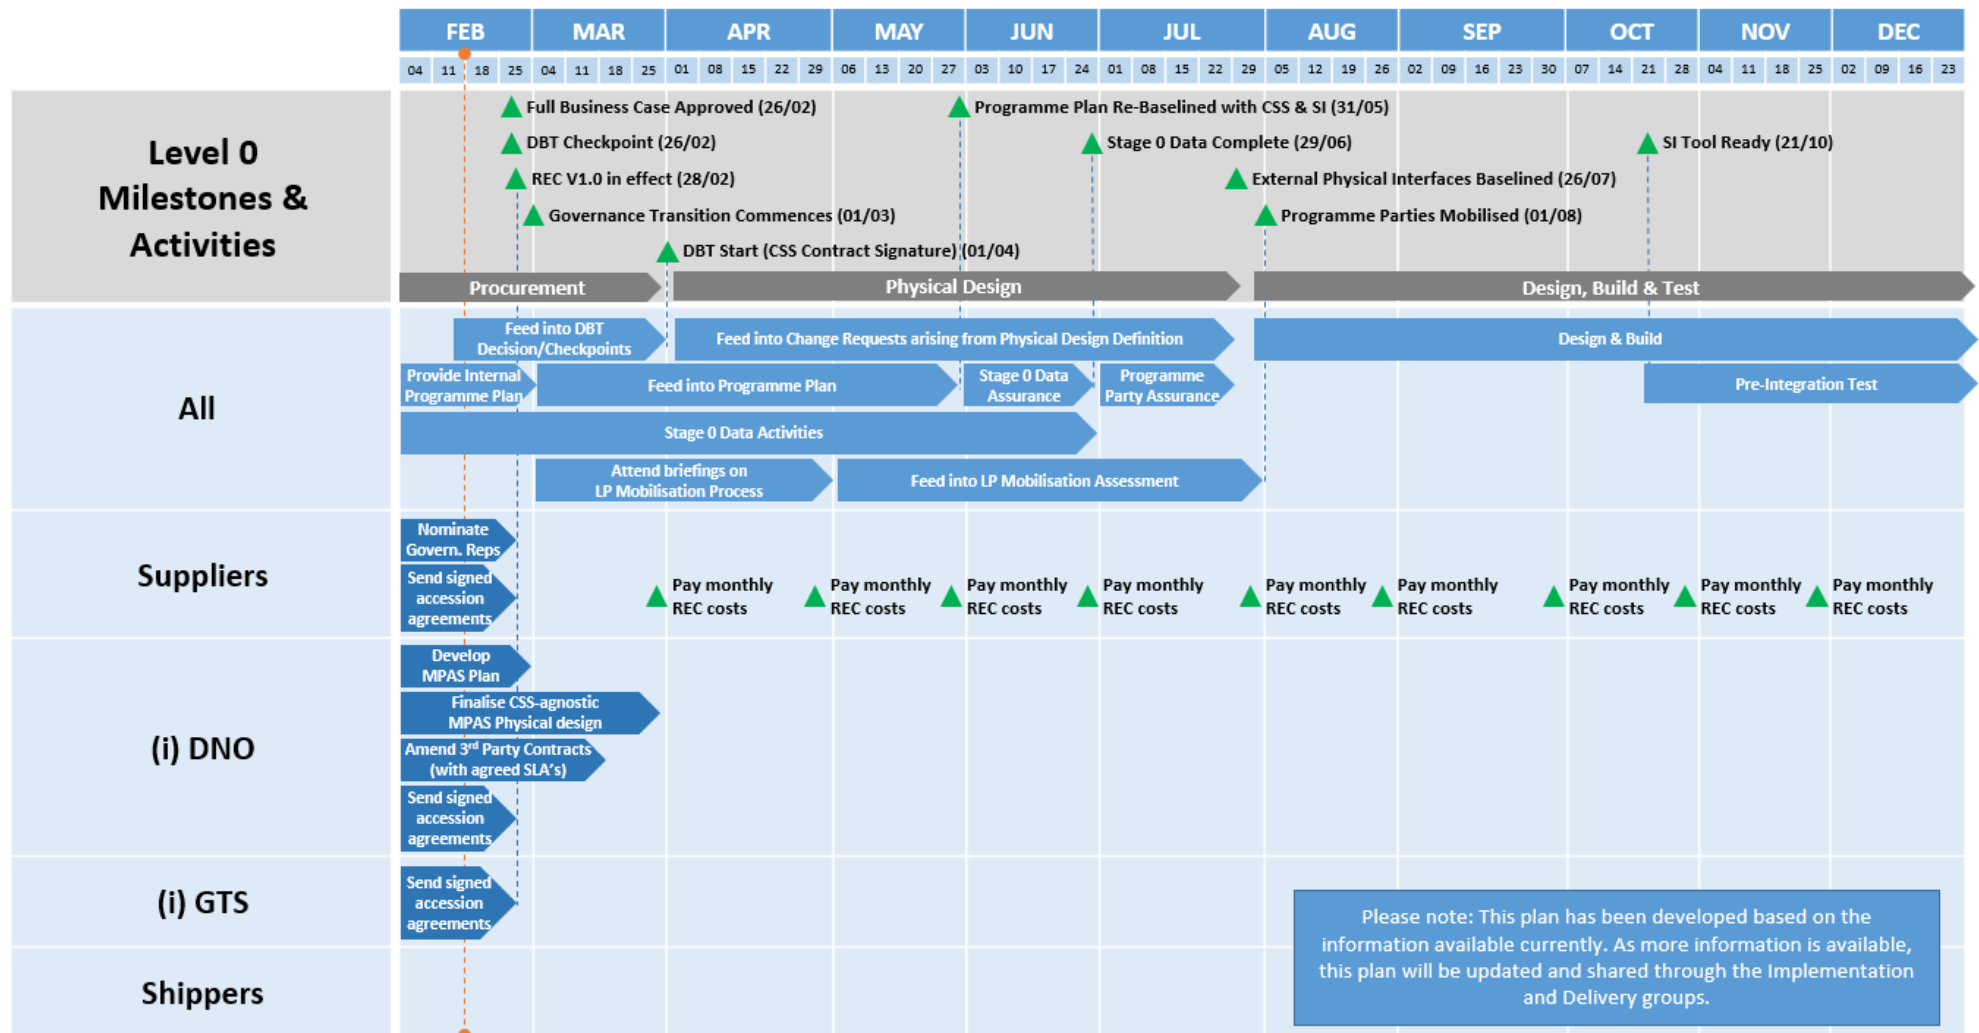 FEB MAR APR MAY JUN JUL AUG SEP OCT NOV DEC
04 11 18 25 04 11 18 25 01 08 15 22 29 06 13 20 27 03 10 17 24 01 08 15 22 29 05 12 19 26 02 09 16 23 30 07 14 21 28 04 11 18 25 02 09 16 23
Level 0
Milestones &
Activities
Full Business Case Approved (26/02)
Programme Plan Re-Baselined with CSS & SI (31/05)
DBT Checkpoint (26/02)
Stage 0 Data Complete (29/06)
SI Tool Ready (21/10)
REC V1.0 in effect (28/02)
External Physical Interfaces Baselined (26/07)
Governance Transition Commences (01/03)
Programme Parties Mobilised (01/08)
DBT Start (CSS Contract Signature) (01/04)
Procurement
Physical Design
Design, Build & Test
All
Feed into DBT
Decision/Checkpoints
Feed into Change Requests arising from Physical Design Definition
Design & Build
Provide Internal
Programme Plan
Feed into Programme Plan
Stage 0 Data
Assurance
Programme
Party Assurance
Pre-Integration Test
Stage 0 Data Activities
Attend briefings on
LP Mobilisation Process
Feed into LP Mobilisation Assessment
Suppliers
Nominate
Govern. Reps
Send signed
accession
agreements
Pay monthly
REC costs
Pay monthly
REC costs
Pay monthly
REC costs
Pay monthly
REC costs
Pay monthly
REC costs
Pay monthly
REC costs
Pay monthly
REC costs
Pay monthly
REC costs
Pay monthly
REC costs
(i) DNO
Develop
MPAS Plan
Finalise CSS-agnostic
MPAS Physical design
Amend 3rd Party Contracts
(with agreed SLA's)
Send signed
accession
agreements
(i) GTS
Send signed
accession
agreements
Shippers
Please note: This plan has been developed based on the
information available currently. As more information is available,
this plan will be updated and shared through the Implementation
and Delivery groups.